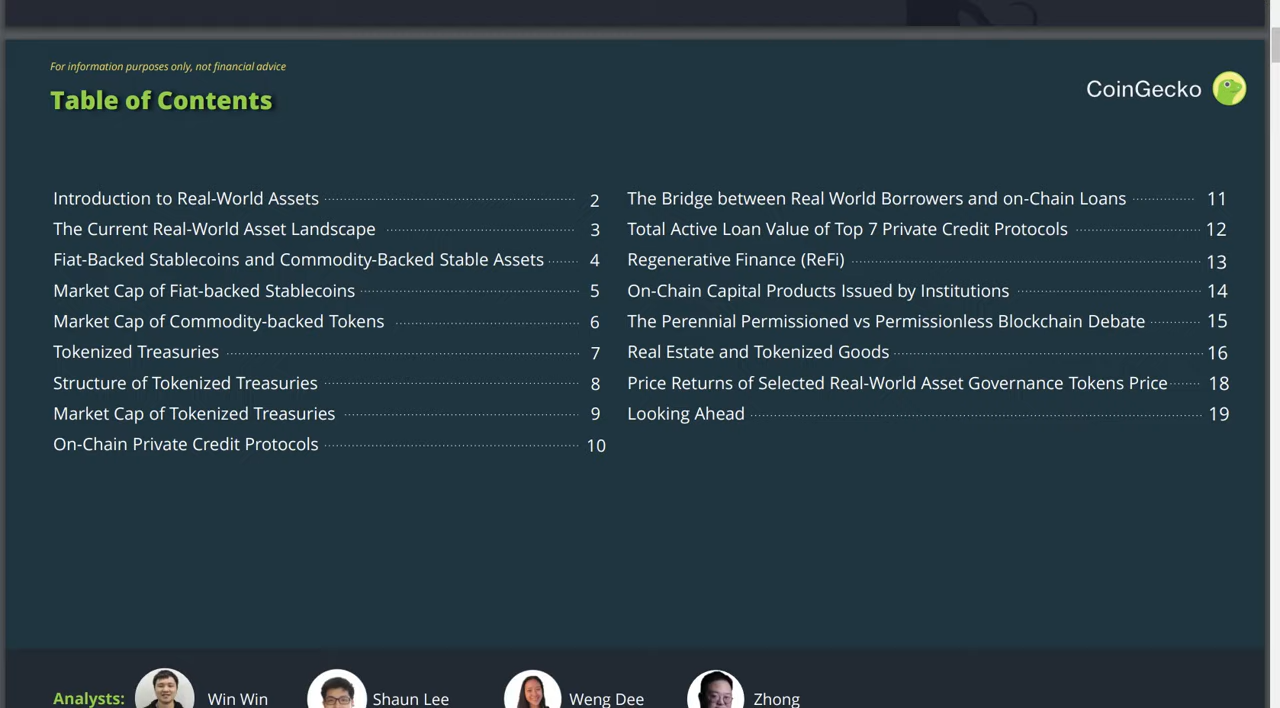 For information purposes only, not financial advice
Table of Contents
CoinGecko
Introduction to Real-World Assets 2
The Current Real-World Asset Landscape 3
Fiat-Backed Stablecoins and Commodity-Backed Stable Assets 4
Market Cap of Fiat-backed Stablecoins 5
Market Cap of Commodity-backed Tokens 6
Tokenized Treasuries 7
Structure of Tokenized Treasuries 8
Market Cap of Tokenized Treasuries 9
On-Chain Private Credit Protocols 10
The Bridge between Real World Borrowers and on-Chain Loans 11
Total Active Loan Value of Top 7 Private Credit Protocols 12
Regenerative Finance (ReFi) 13
On-Chain Capital Products Issued by Institutions 14
The Perennial Permissioned vs Permissionless Blockchain Debate 15
Real Estate and Tokenized Goods 16
Price Returns of Selected Real-World Asset Governance Tokens Price 18
Looking Ahead 19
Analysts: Win Win Shaun Lee Weng Dee Zhong